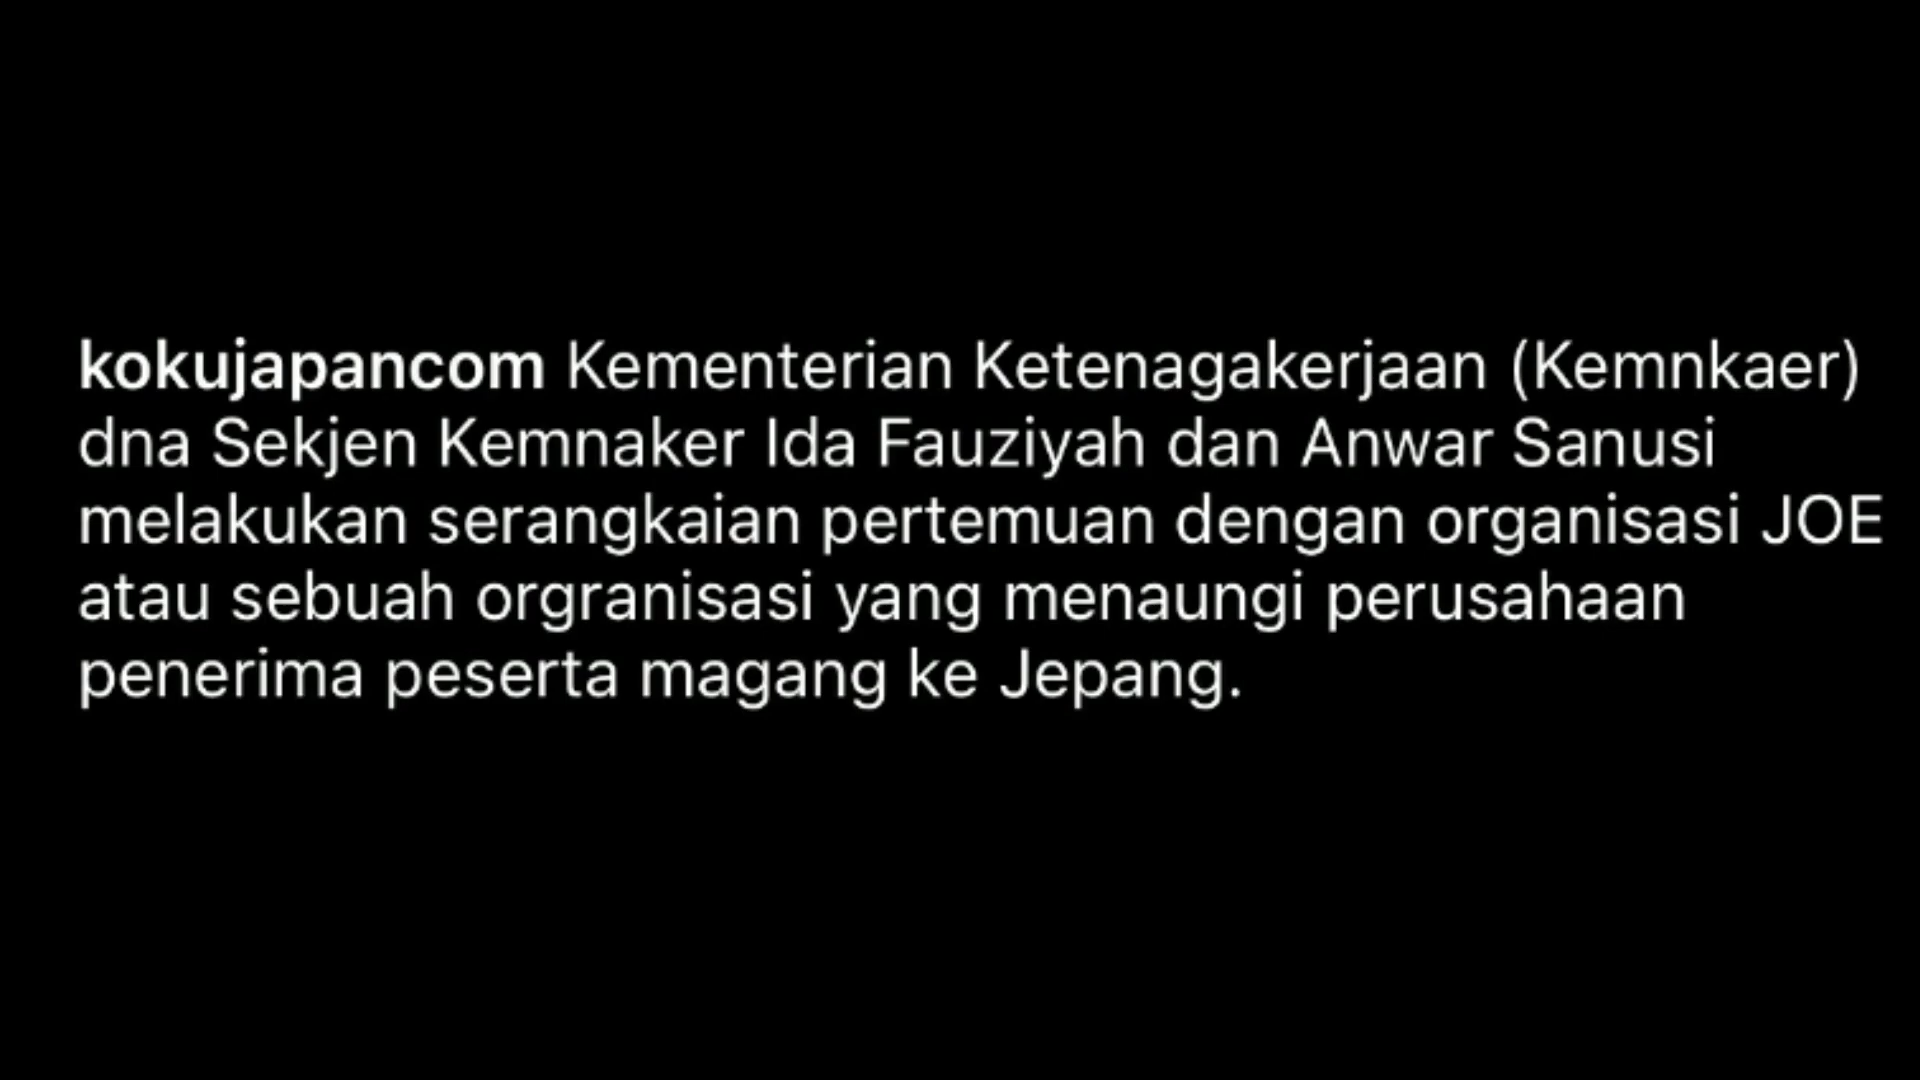 kokujapancom Kementerian Ketenagakerjaan (Kemnkaer)
dna Sekjen Kemnaker Ida Fauziyah dan Anwar Sanusi
melakukan serangkaian pertemuan dengan organisasi JOE
atau sebuah orgranisasi yang menaungi perusahaan
penerima peserta magang ke Jepang.